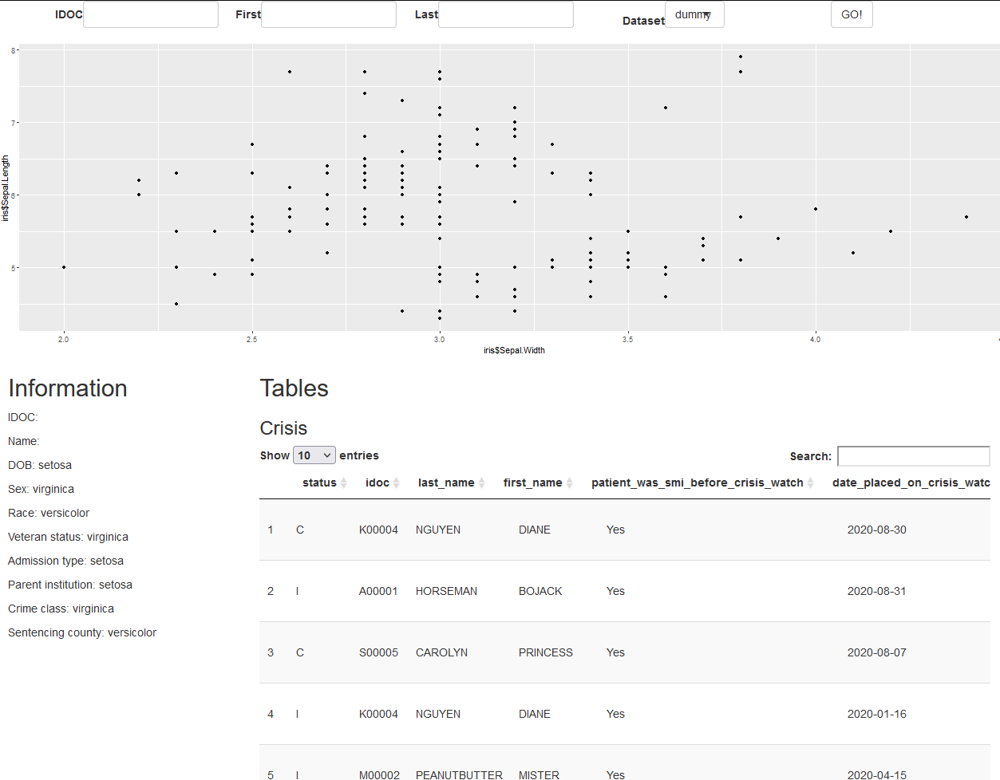 IDOC First Last Dataset dummy GO!
8
7
6
5
iris$Sepal.Length
2.0 2.5 3.0 3.5 4.0
iris$Sepal.Width
Information
IDOC:
Name:
DOB: setosa
Sex: virginica
Race: versicolor
Veteran status: virginica
Admission type: setosa
Parent institution: setosa
Crime class: virginica
Sentencing county: versicolor
Tables
Crisis
Show 10 entries Search:
status idoc last_name first_name patient_was_smi_before_crisis_watch date_placed_on_crisis_watc
1 C K00004 NGUYEN DIANE Yes 2020-08-30
2 I A00001 HORSEMAN BOJACK Yes 2020-08-31
3 C S00005 CAROLYN PRINCESS Yes 2020-08-07
4 I K00004 NGUYEN DIANE Yes 2020-01-16
5 I M00002 PEANUTBUTTER MISTER Yes 2020-04-15